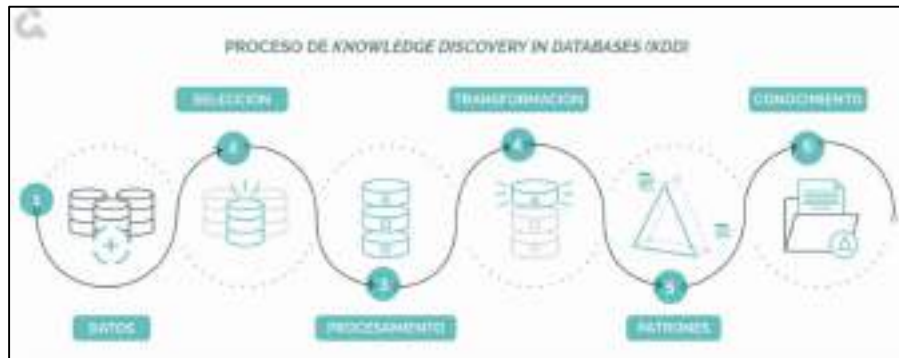 PROCESO DE KNOWLEDGE DISCOVERY IN DATABASES (KDD)
SELECCIÓN
TRANSFORMACIÓN
CONOCIMIENTO
2
4
6
1
3
5
DATOS
PROCESAMIENTO
PATRONES